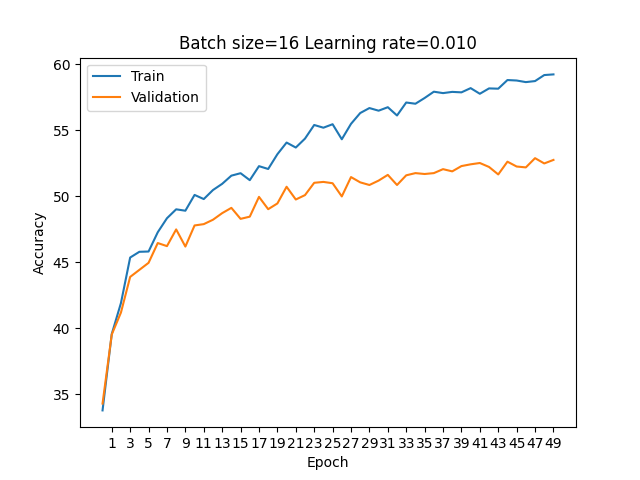 Batch size=16 Learning rate=0.010
Train
Validation
60
55
50
45
40
35
Accuracy
1 3 5 7 9 11 13 15 17 19 21 23 25 27 29 31 33 35 37 39 41 43 45 47 49
Epoch